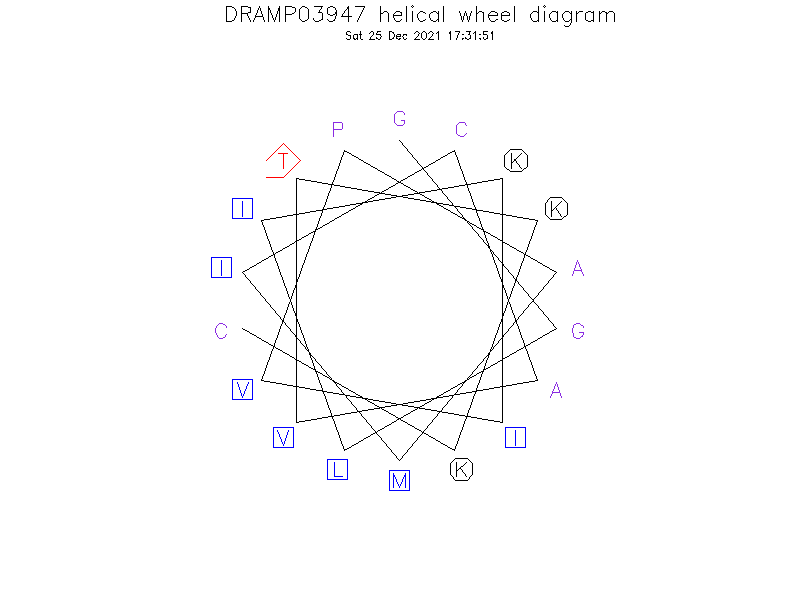 DRAMP03947 helical wheel diagram
Sat 25 Dec 2021 17:31:51
G
P C
T K
I K
I A
C G
V A
V I
L K
M